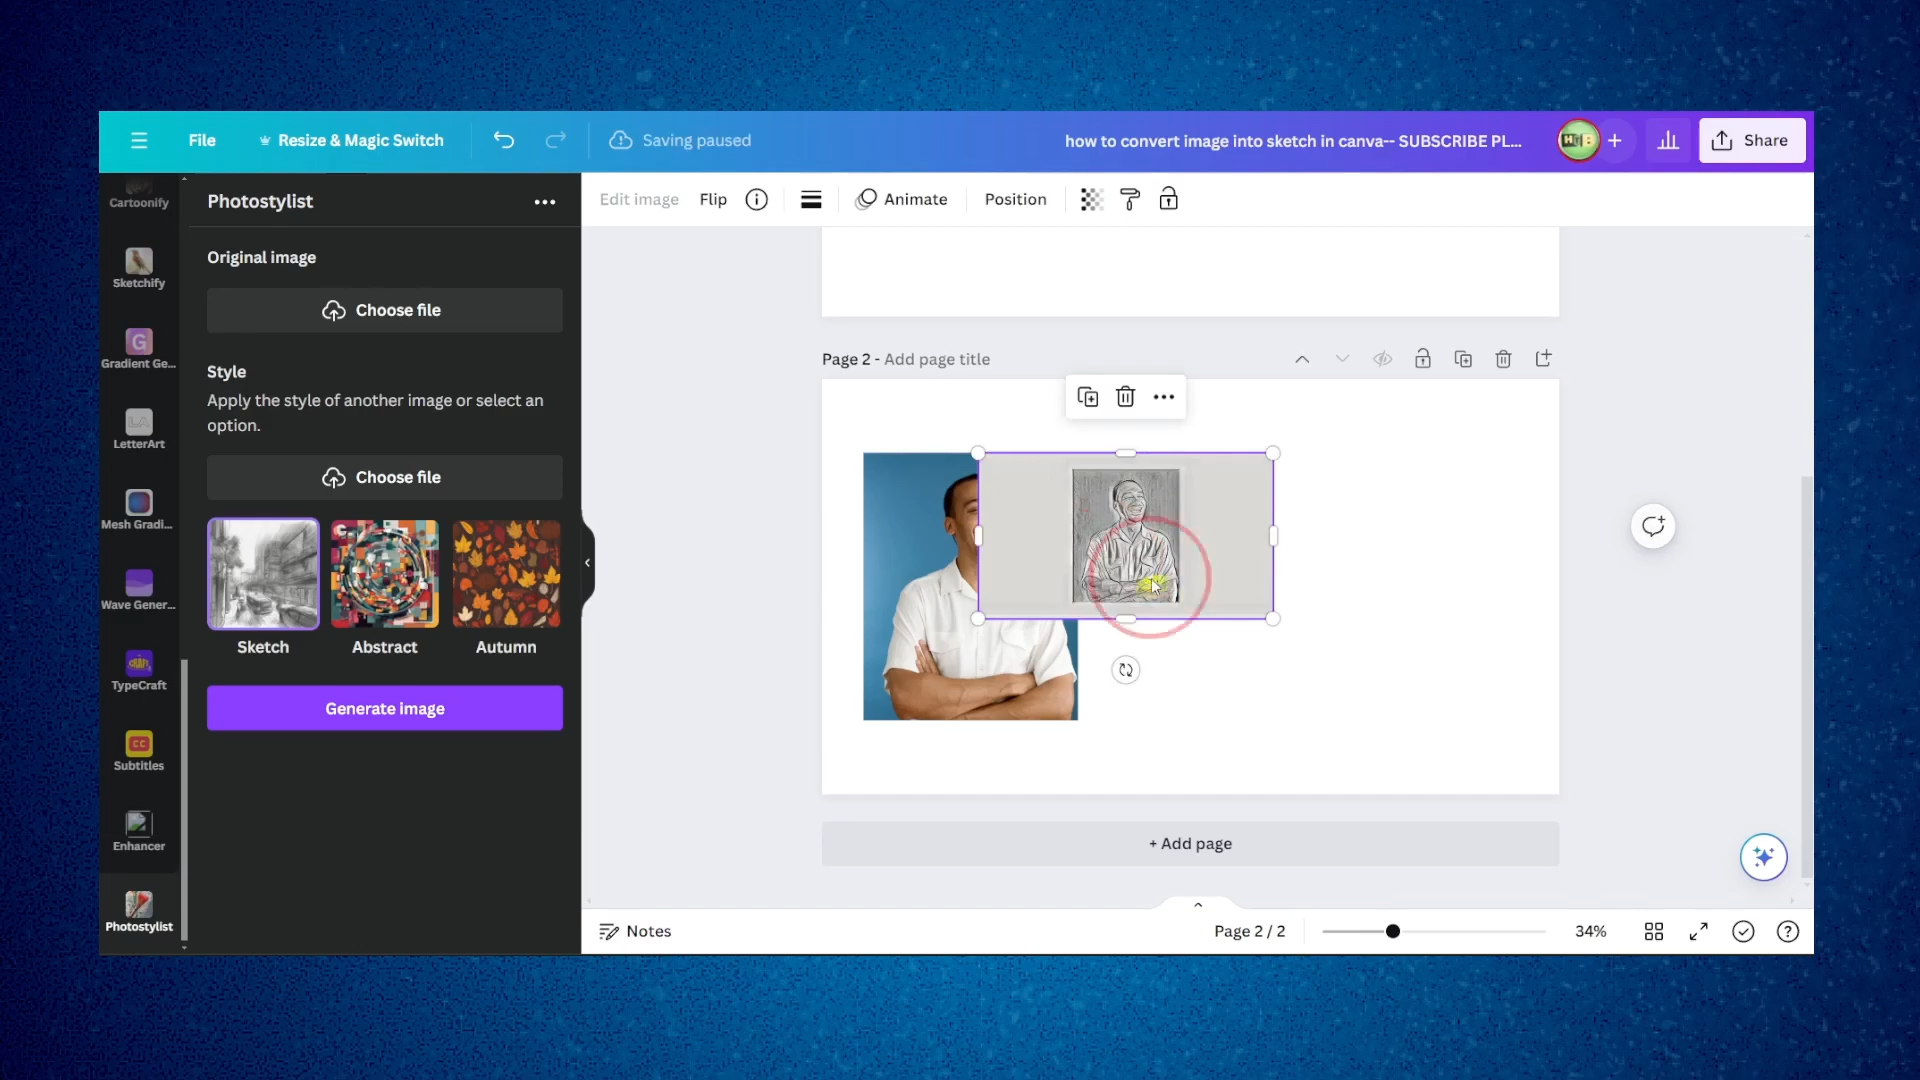 File
Resize & Magic Switch
Saving paused
how to convert image into sketch in canva-- SUBSCRIBE PL...
Share
Cartoonify
Sketchify
Gradient Ge...
LetterArt
Mesh Gradi...
Wave Gener...
TypeCraft
Subtitles
Enhancer
Photostylist
Photostylist
Original image
Choose file
Style
Apply the style of another image or select an
option.
Choose file
Sketch
Abstract
Autumn
Generate image
Edit image
Flip
Animate
Position
Page 2 - Add page title
+ Add page
Notes
Page 2 / 2
34%